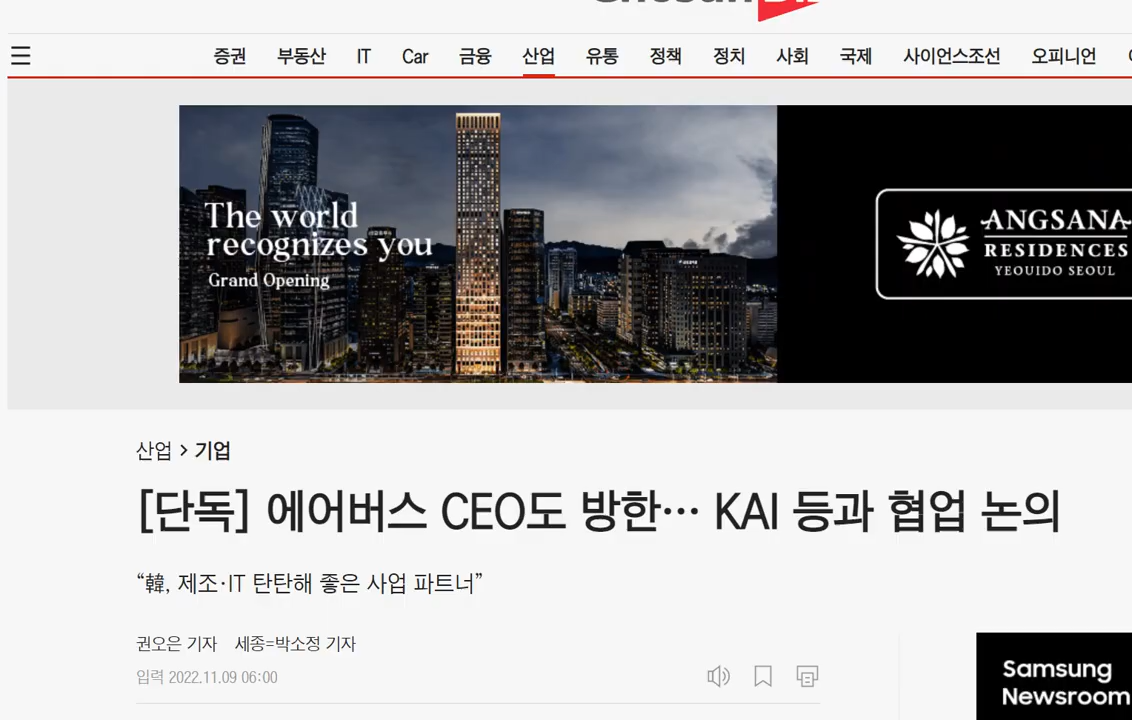 증권 부동산 IT Car 금융 산업 유통 정책 정치 사회 국제 사이언스조선 오피니언
The world
recognizes you
Grand Opening
ANGSANA
RESIDENCES
YEOUIDO SEOUL
산업 > 기업
[단독] 에어버스 CEO도 방한… KAI 등과 협업 논의
“韓, 제조·IT 탄탄해 좋은 사업 파트너”
권오은 기자 세종=박소정 기자
입력 2022.11.09 06:00
Samsung
Newsroom